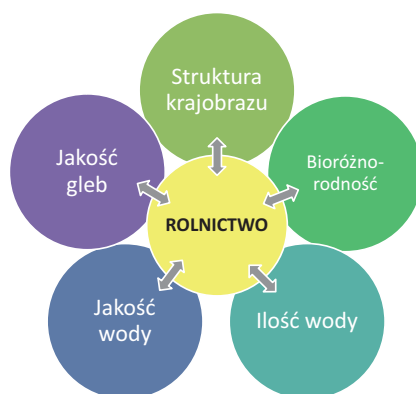 Struktura
krajobrazu
Jakość
gleb
Bioróżno-
rodność
ROLNICTWO
Jakość
wody
Ilość wody